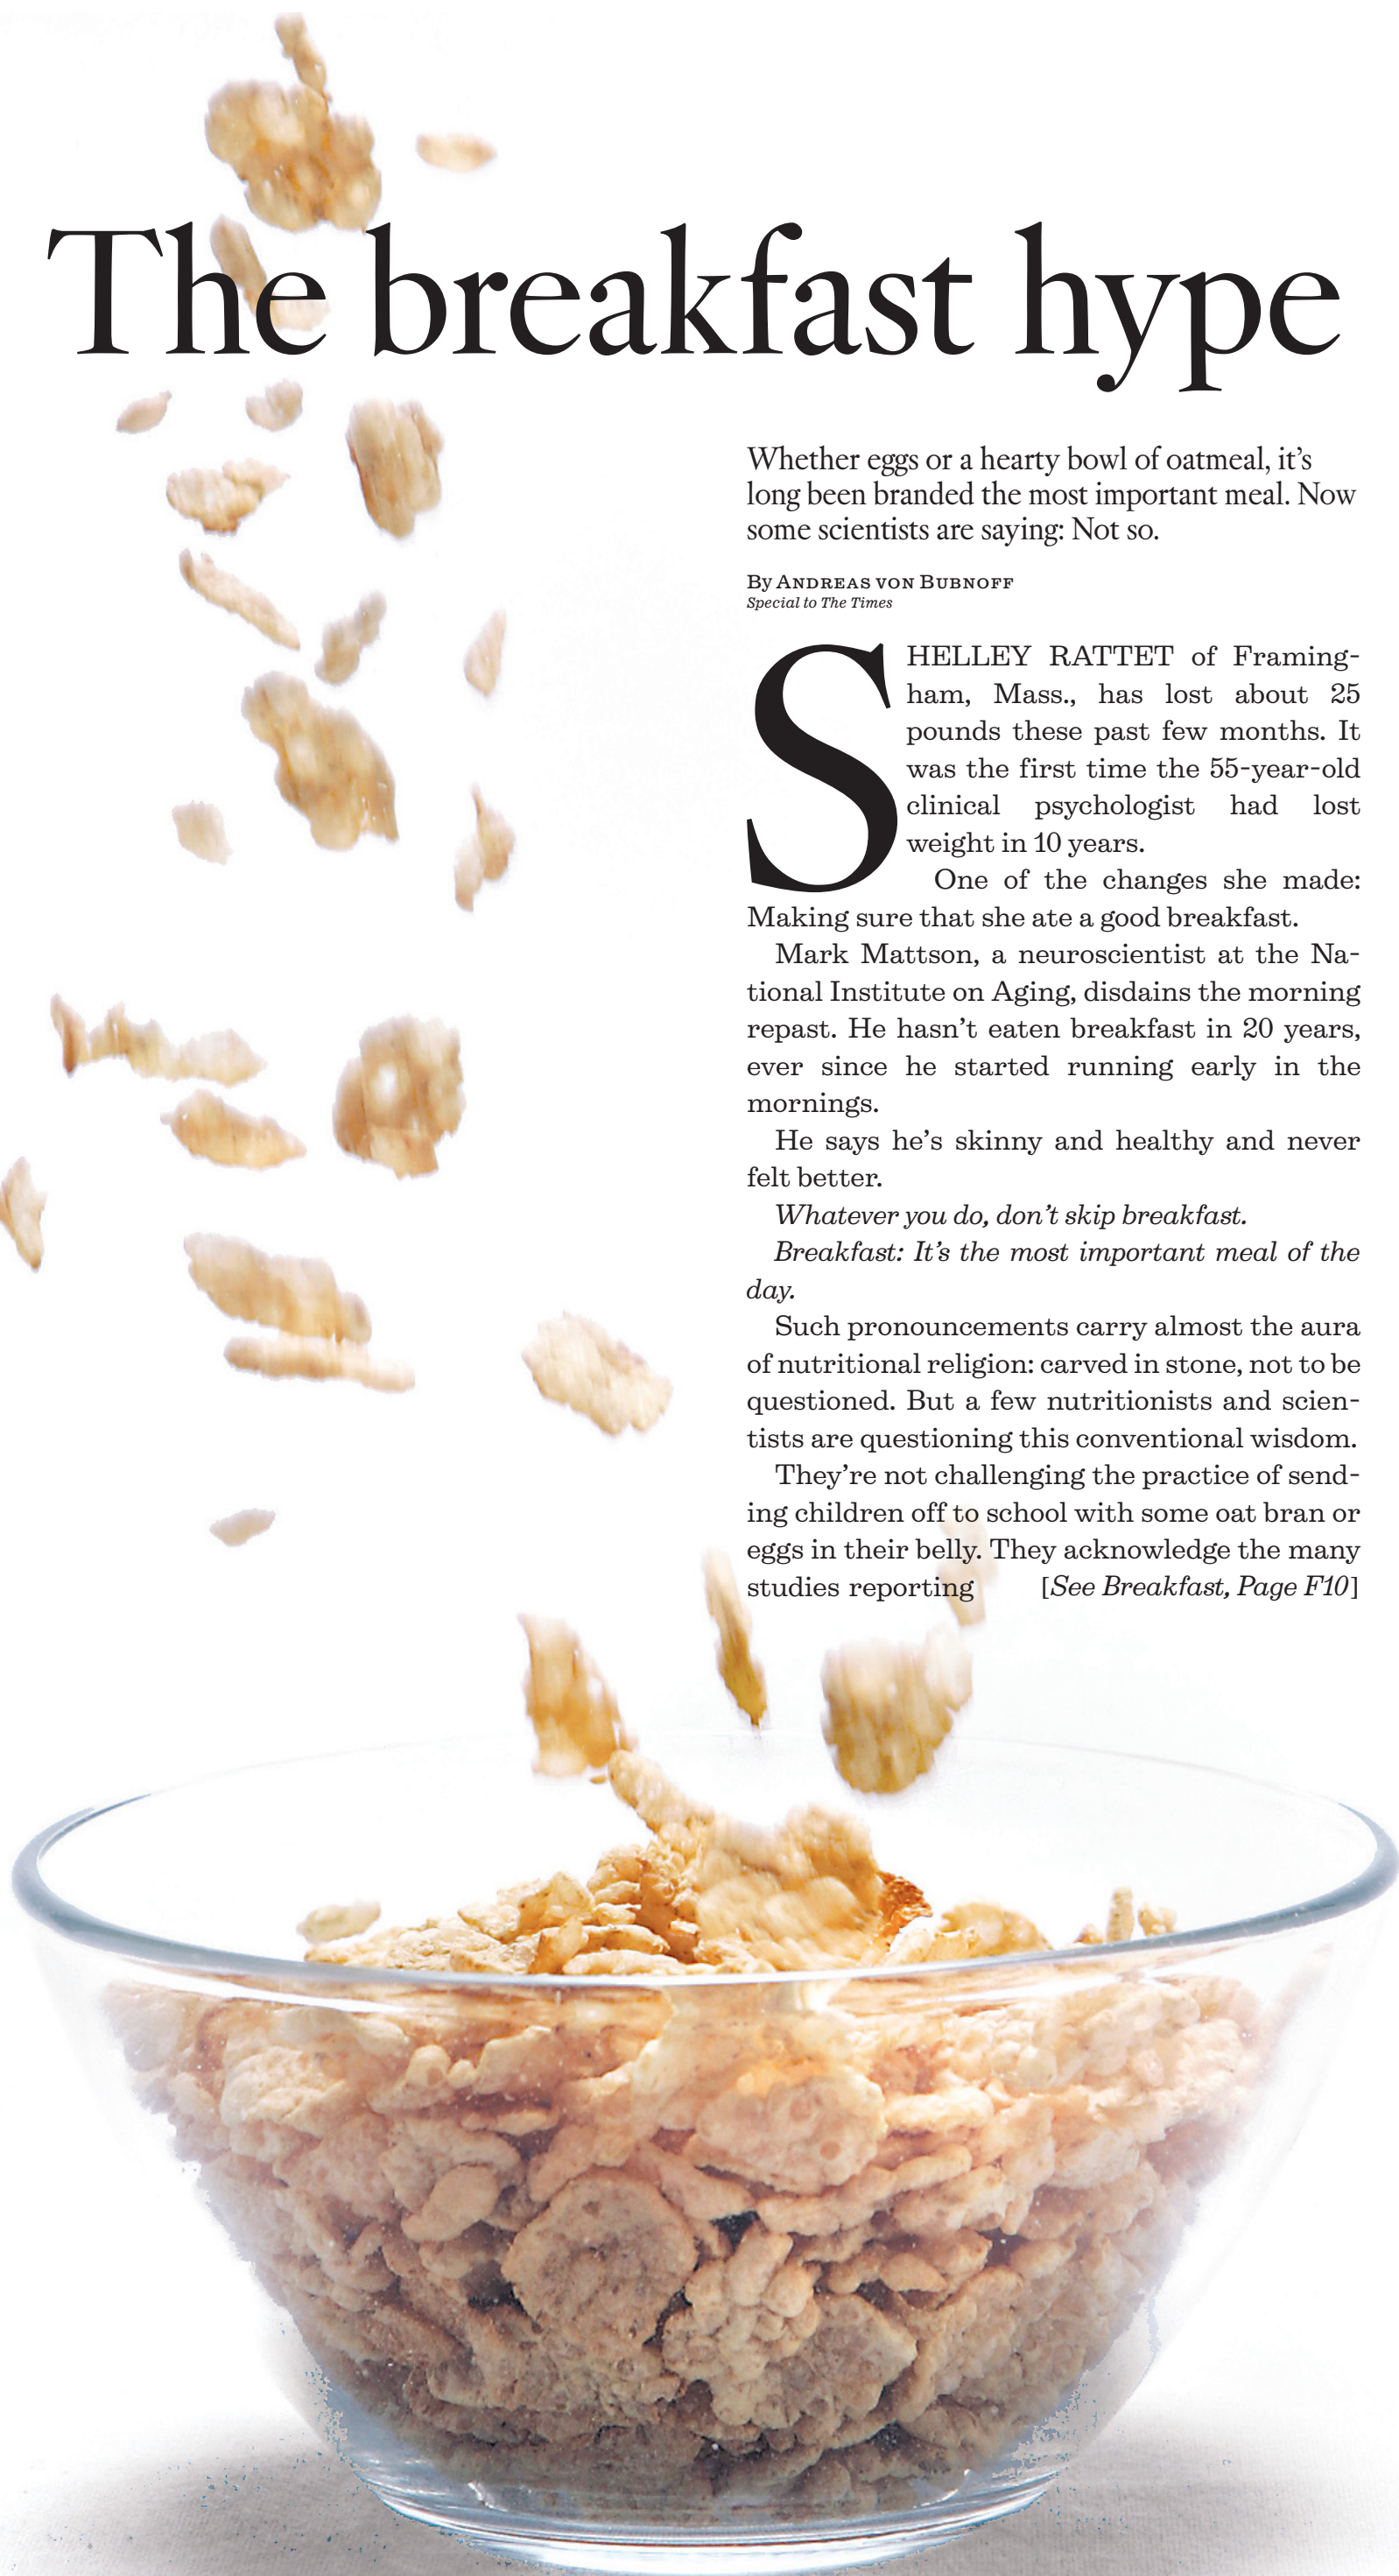 The breakfast hype
Whether eggs or a hearty bowl of oatmeal, it’s
long been branded the most important meal. Now
some scientists are saying: Not so.
By ANDREAS VON BUBNOFF
Special to The Times
SHELLEY RATTET of Framing-
ham, Mass., has lost about 25
pounds these past few months. It
was the first time the 55-year-old
clinical psychologist had lost
weight in 10 years.
One of the changes she made:
Making sure that she ate a good breakfast.
Mark Mattson, a neuroscientist at the Na-
tional Institute on Aging, disdains the morning
repast. He hasn’t eaten breakfast in 20 years,
ever since he started running early in the
mornings.
He says he’s skinny and healthy and never
felt better.
Whatever you do, don’t skip breakfast.
Breakfast: It’s the most important meal of the
day.
Such pronouncements carry almost the aura
of nutritional religion: carved in stone, not to be
questioned. But a few nutritionists and scien-
tists are questioning this conventional wisdom.
They’re not challenging the practice of send-
ing children off to school with some oat bran or
eggs in their belly. They acknowledge the many
studies reporting [See Breakfast, Page F10]